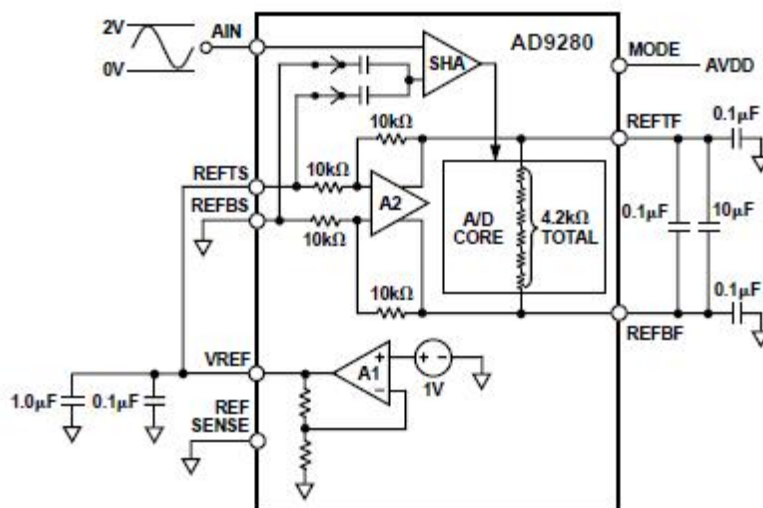 2V
0V
AIN
AD9280
SHA
MODE
AVDD
10kΩ
REFTF
0.1μF
REFTS
10kΩ
REFBS
A2
10kΩ
A/D
CORE
4.2kΩ
TOTAL
0.1μF
10μF
10kΩ
0.1μF
REFBF
VREF
A1
+
−
+ −
1V
1.0μF
0.1μF
REF
SENSE